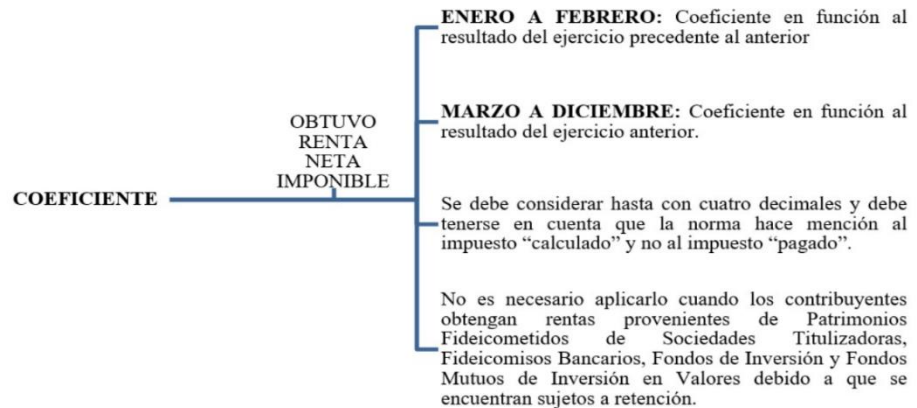 ENERO A FEBRERO: Coeficiente en función al
resultado del ejercicio precedente al anterior
MARZO A DICIEMBRE: Coeficiente en función al
resultado del ejercicio anterior.
OBTUVO
RENTA
NETA
IMPONIBLE
COEFICIENTE
Se debe considerar hasta con cuatro decimales y debe
tenerse en cuenta que la norma hace mención al
impuesto “calculado” y no al impuesto “pagado”.
No es necesario aplicarlo cuando los contribuyentes
obtengan rentas provenientes de Patrimonios
Fideicometidos de Sociedades Titulizadoras,
Fideicomisos Bancarios, Fondos de Inversión y Fondos
Mutuos de Inversión en Valores debido a que se
encuentran sujetos a retención.